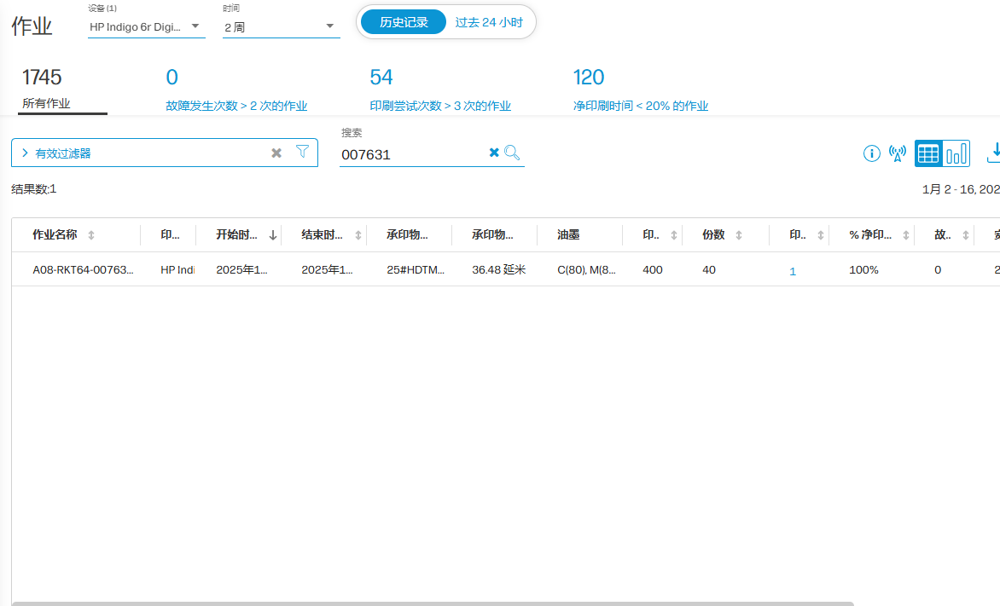 作业
设备 (1)
HP Indigo 6r Digi...
时间
2 周
历史记录
过去 24 小时
1745
所有作业
0
故障发生次数 > 2 次的作业
54
印刷尝试次数 > 3 次的作业
120
净印刷时间 < 20% 的作业
有效过滤器
搜索
007631
结果数:1
1月 2 - 16, 202
作业名称 印... 开始时... 结束时... 承印物... 承印物... 油墨 印.. 份数 印.. % 净印... 故..
A08-RKT64-00763... HP Indi 2025年1... 2025年1... 25#HDTM... 36.48 延米 C(80), M(8... 400 40 1 100% 0 2